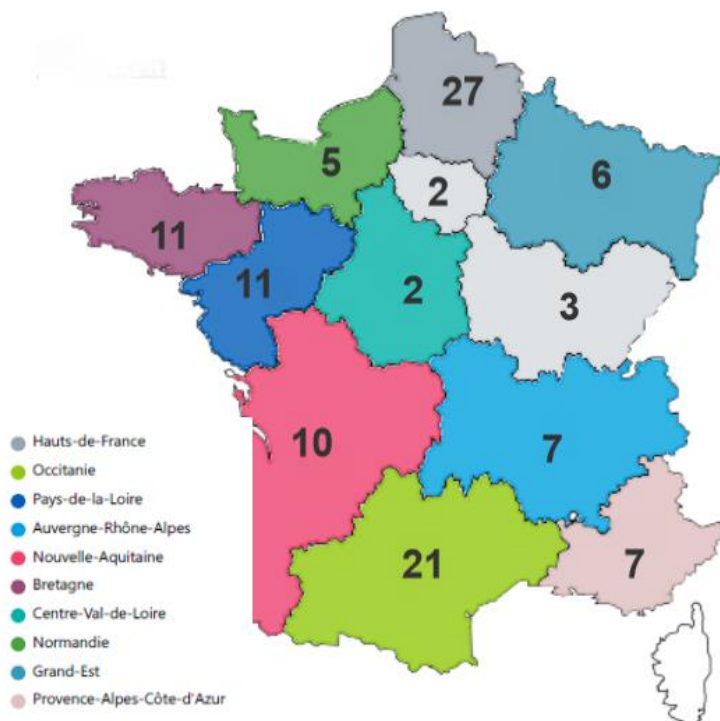 27
5
2
6
11
11
2
3
10
7
21
7
Hauts-de-France
Occitanie
Pays-de-la-Loire
Auvergne-Rhône-Alpes
Nouvelle-Aquitaine
Bretagne
Centre-Val-de-Loire
Normandie
Grand-Est
Provence-Alpes-Côte-d'Azur